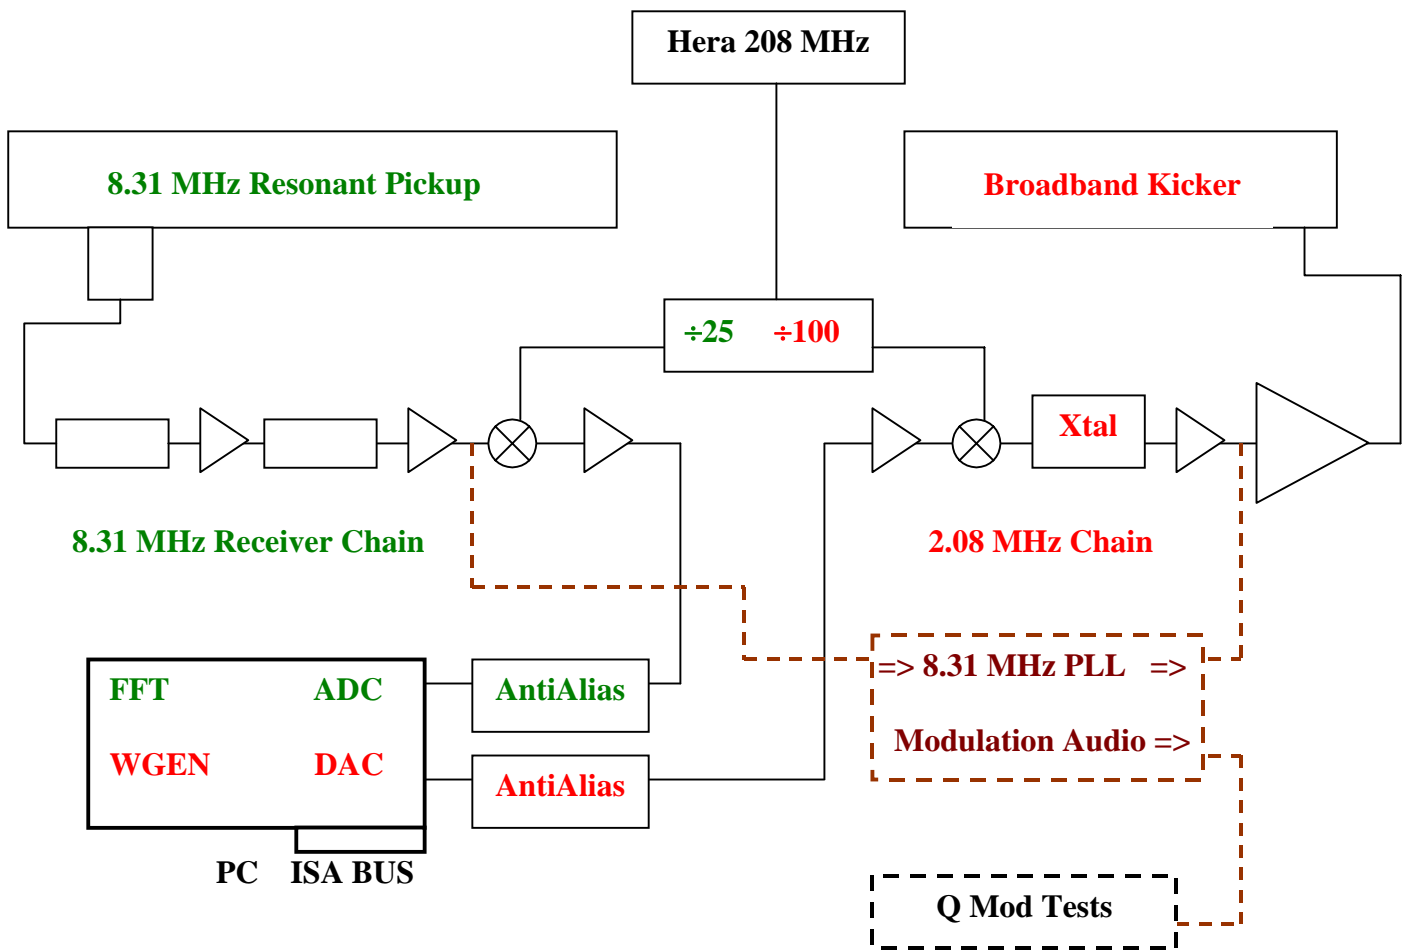 Hera 208 MHz
8.31 MHz Resonant Pickup
Broadband Kicker
÷25 ÷100
Xtal
8.31 MHz Receiver Chain
2.08 MHz Chain
FFT ADC
AntiAlias
=> 8.31 MHz PLL =>
WGEN DAC
AntiAlias
Modulation Audio =>
PC ISA BUS
Q Mod Tests